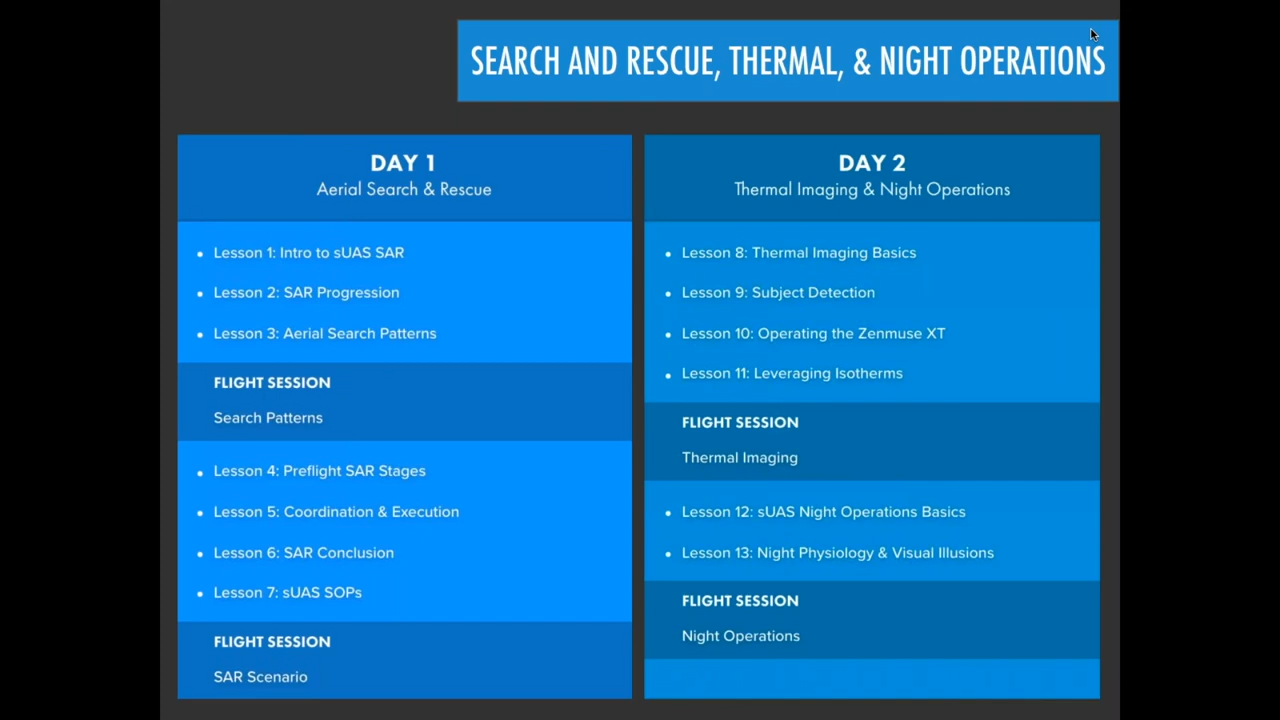 SEARCH AND RESCUE, THERMAL, & NIGHT OPERATIONS
DAY 1
Aerial Search & Rescue
• Lesson 1: Intro to sUAS SAR
• Lesson 2: SAR Progression
• Lesson 3: Aerial Search Patterns
FLIGHT SESSION
Search Patterns
• Lesson 4: Preflight SAR Stages
• Lesson 5: Coordination & Execution
• Lesson 6: SAR Conclusion
• Lesson 7: sUAS SOPs
FLIGHT SESSION
SAR Scenario
DAY 2
Thermal Imaging & Night Operations
• Lesson 8: Thermal Imaging Basics
• Lesson 9: Subject Detection
• Lesson 10: Operating the Zenmuse XT
• Lesson 11: Leveraging Isotherms
FLIGHT SESSION
Thermal Imaging
• Lesson 12: sUAS Night Operations Basics
• Lesson 13: Night Physiology & Visual Illusions
FLIGHT SESSION
Night Operations